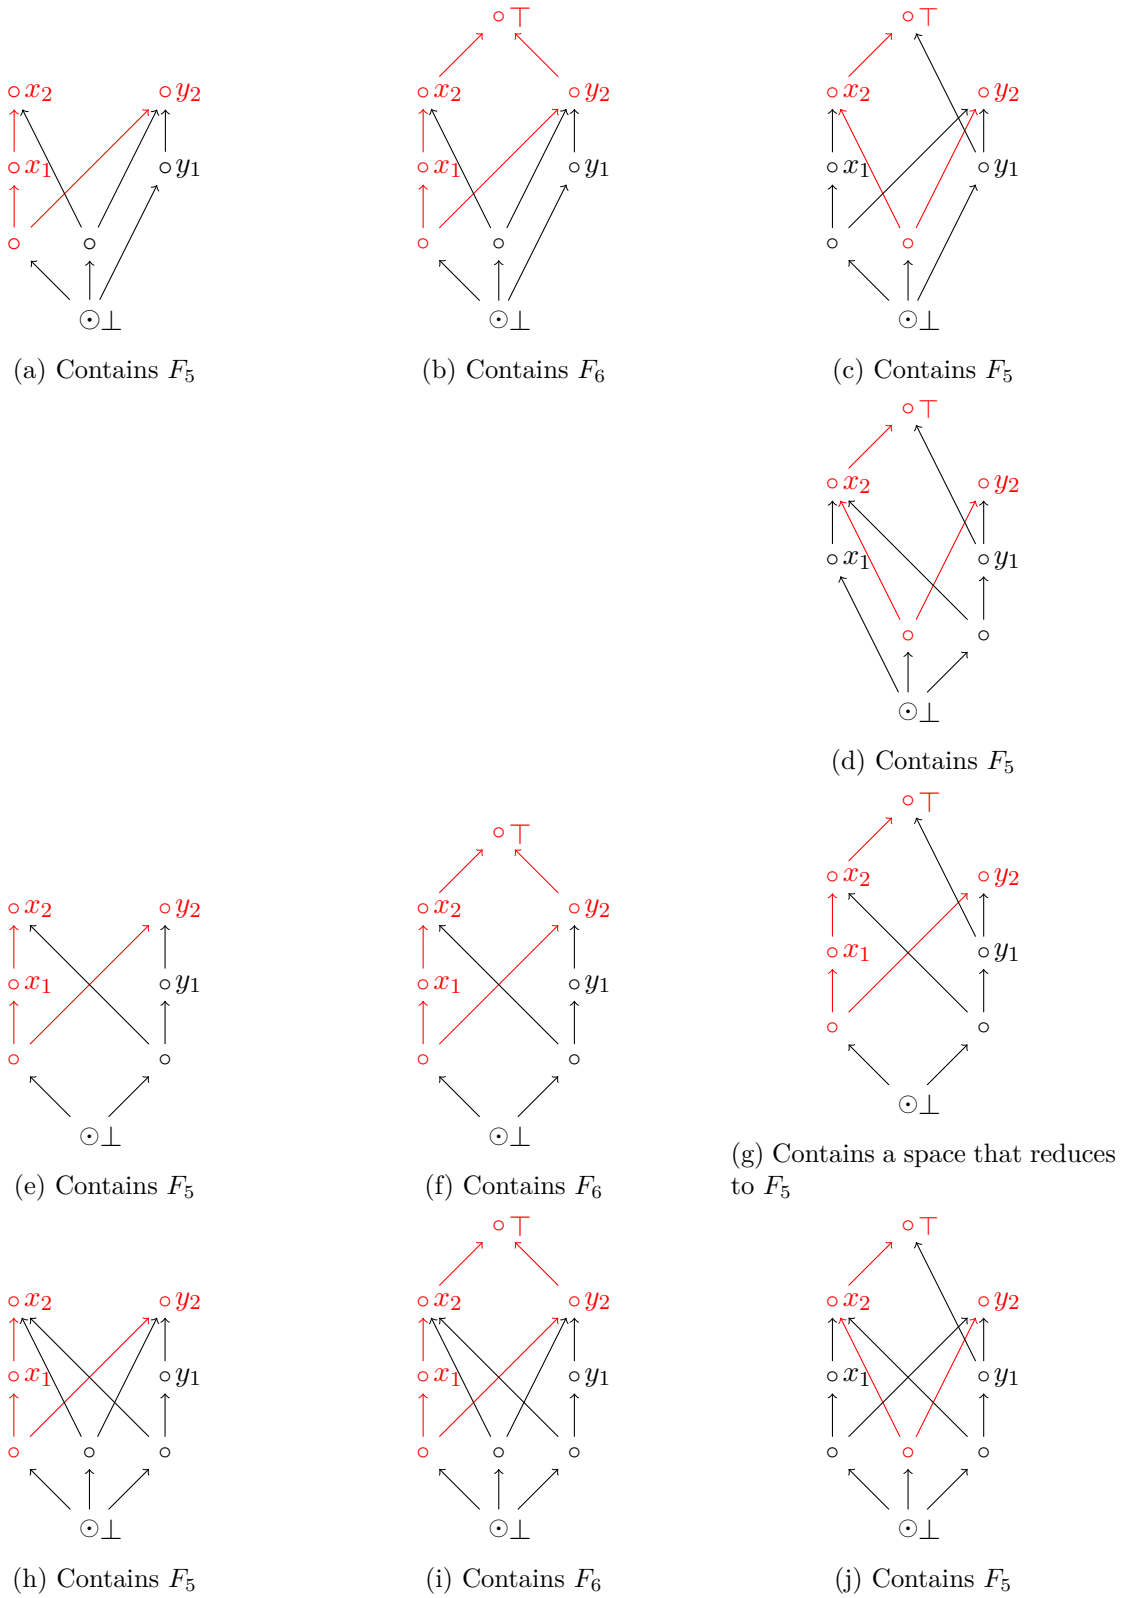 ⊤ ⊤
x₂ y₂ x₂ y₂ x₂ y₂
x₁ y₁ x₁ y₁ x₁ y₁
⊥ ⊥ ⊥
(a) Contains F₅ (b) Contains F₆ (c) Contains F₅
⊤
x₂ y₂
x₁ y₁
⊥
(d) Contains F₅
⊤
⊤
x₂ y₂
x₂ y₂ x₂ y₂
x₁ y₁
x₁ y₁ x₁ y₁
⊥
⊥ ⊥
(g) Contains a space that reduces
(e) Contains F₅ (f) Contains F₆ to F₅
⊤ ⊤
x₂ y₂ x₂ y₂ x₂ y₂
x₁ y₁ x₁ y₁ x₁ y₁
⊥ ⊥ ⊥
(h) Contains F₅ (i) Contains F₆ (j) Contains F₅